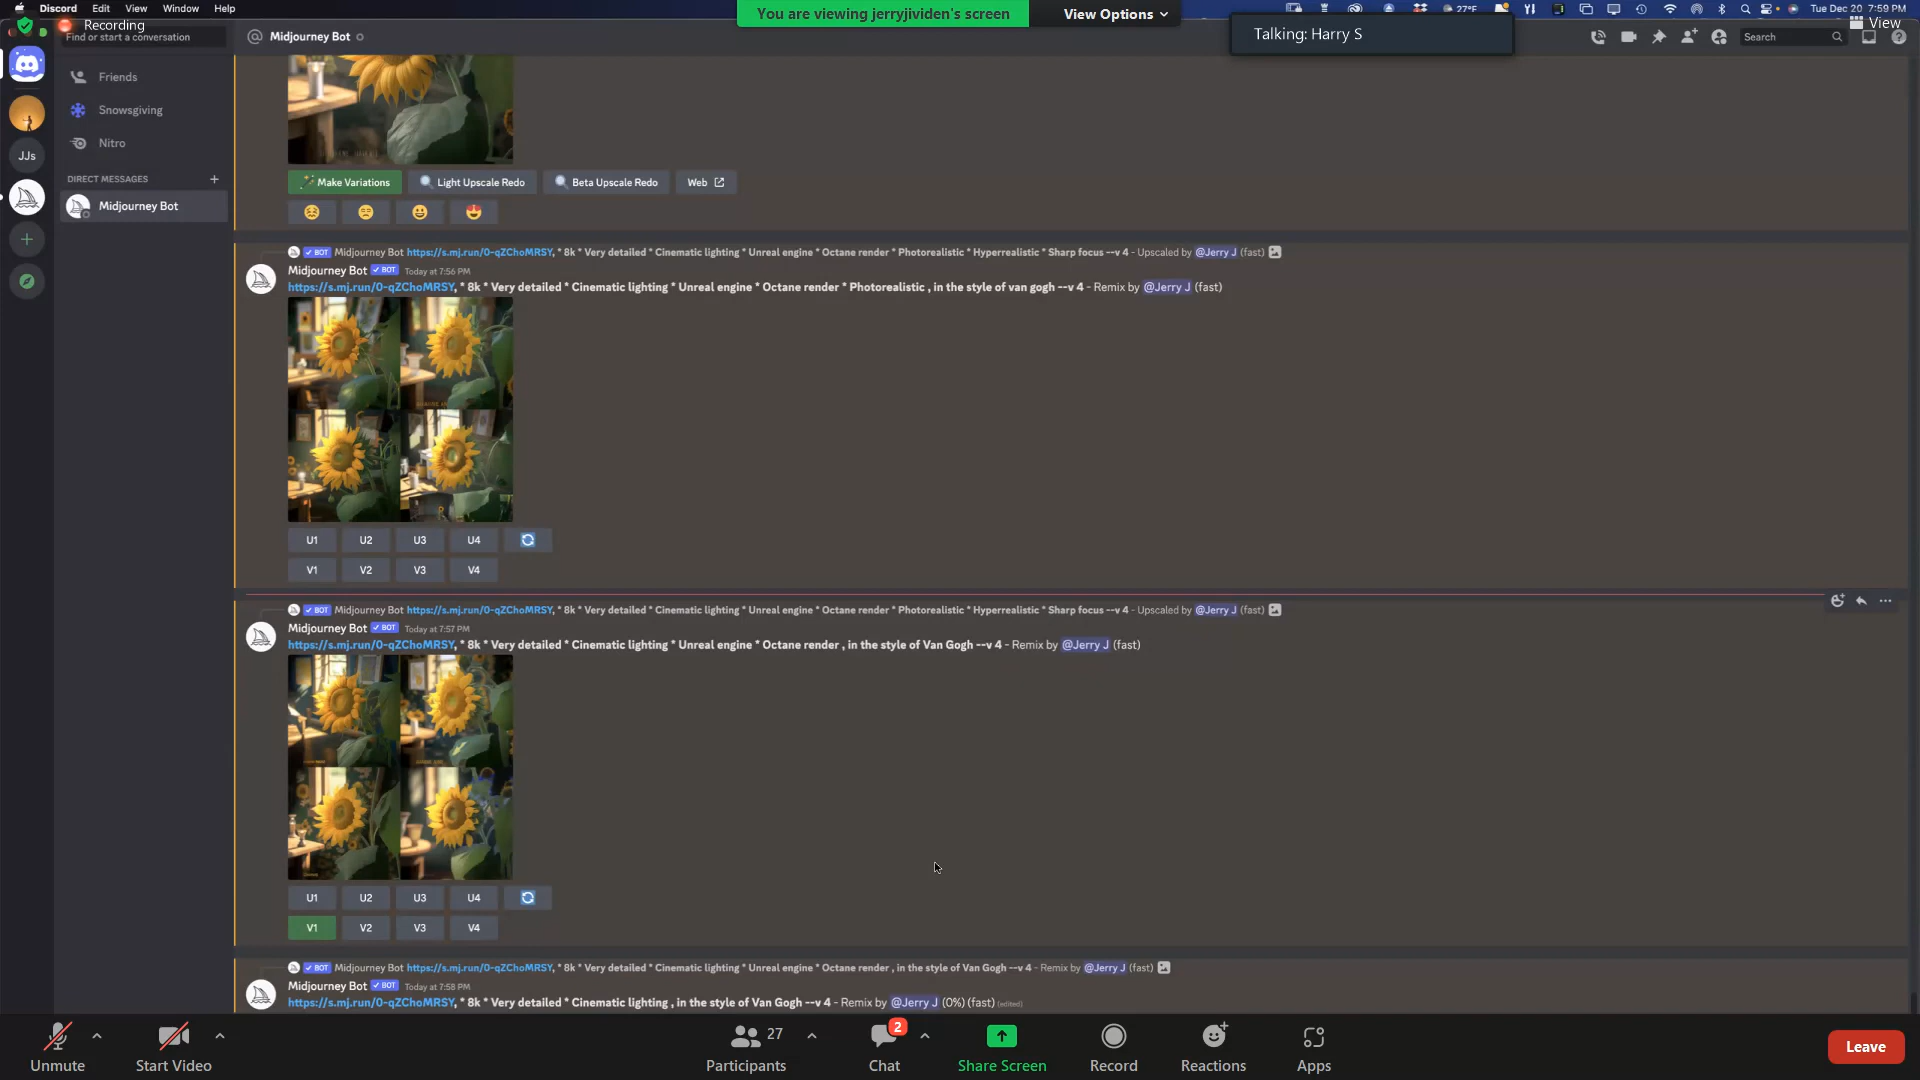 Discord Edit View Window Help
You are viewing jerryjividen's screen
View Options
27°F
Tue Dec 20 7:59 PM
Recording
Talking: Harry S
View
Find or start a conversation
Midjourney Bot
Search
Friends
Snowsgiving
Nitro
JJs
DIRECT MESSAGES
Midjourney Bot
Make Variations Light Upscale Redo Beta Upscale Redo Web
BOT Midjourney Bot https://s.mj.run/0-qZChoMRSY, * 8k * Very detailed * Cinematic lighting * Unreal engine * Octane render * Photorealistic * Hyperrealistic * Sharp focus --v 4 - Upscaled by @Jerry J (fast)
Midjourney Bot BOT Today at 7:56 PM
https://s.mj.run/0-qZChoMRSY, * 8k * Very detailed * Cinematic lighting * Unreal engine * Octane render * Photorealistic , in the style of van gogh --v 4 - Remix by @Jerry J (fast)
U1 U2 U3 U4
V1 V2 V3 V4
BOT Midjourney Bot https://s.mj.run/0-qZChoMRSY, * 8k * Very detailed * Cinematic lighting * Unreal engine * Octane render * Photorealistic * Hyperrealistic * Sharp focus --v 4 - Upscaled by @Jerry J (fast)
Midjourney Bot BOT Today at 7:57 PM
https://s.mj.run/0-qZChoMRSY, * 8k * Very detailed * Cinematic lighting * Unreal engine * Octane render , in the style of Van Gogh --v 4 - Remix by @Jerry J (fast)
U1 U2 U3 U4
V1 V2 V3 V4
BOT Midjourney Bot https://s.mj.run/0-qZChoMRSY, * 8k * Very detailed * Cinematic lighting * Unreal engine * Octane render , in the style of Van Gogh --v 4 - Remix by @Jerry J (fast)
Midjourney Bot BOT Today at 7:58 PM
https://s.mj.run/0-qZChoMRSY, * 8k * Very detailed * Cinematic lighting , in the style of Van Gogh --v 4 - Remix by @Jerry J (0%) (fast) (edited)
27
2
Unmute Start Video Participants Chat Share Screen Record Reactions Apps Leave